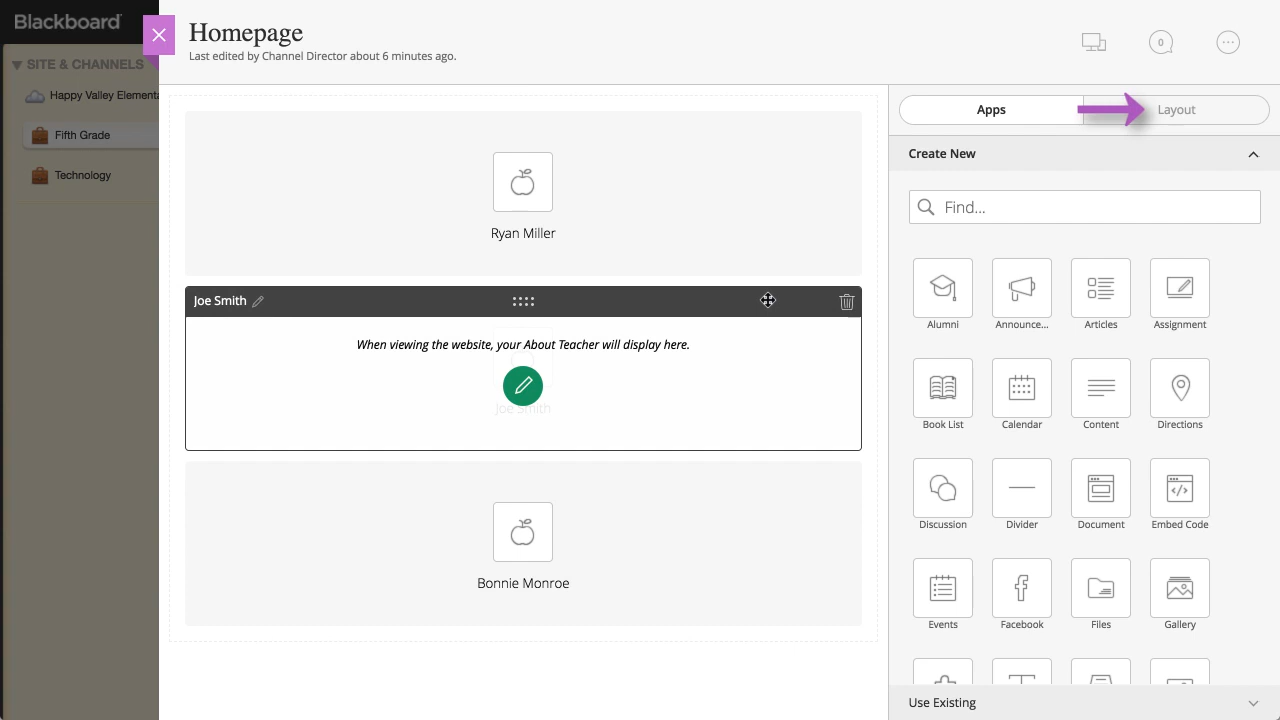 Blackboard
SITE & CHANNELS
Happy Valley Elementa
Fifth Grade
Technology
Homepage
Last edited by Channel Director about 6 minutes ago.
0
Ryan Miller
Joe Smith
When viewing the website, your About Teacher will display here.
Joe Smith
Bonnie Monroe
Apps
Layout
Create New
Find...
Alumni
Announce...
Articles
Assignment
Book List
Calendar
Content
Directions
Discussion
Divider
Document
Embed Code
Events
Facebook
Files
Gallery
Use Existing